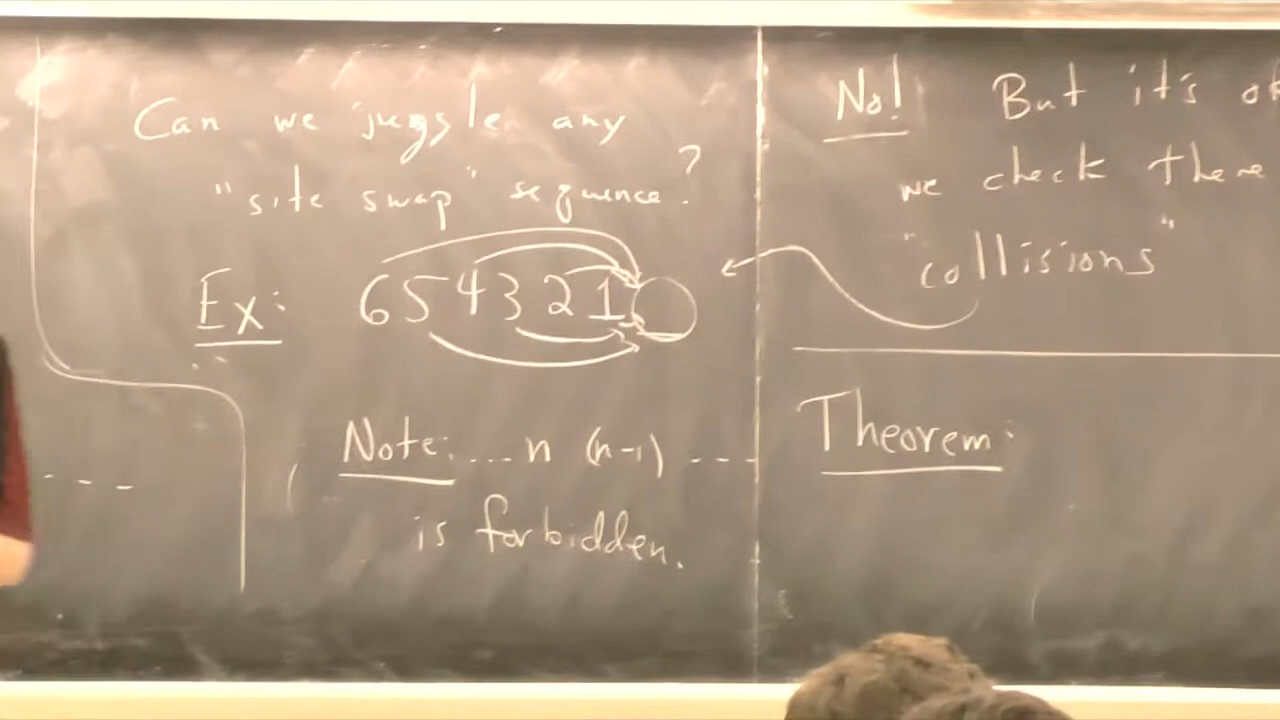 Can we juggle any
"site swap" sequence?
Ex: 654321
Note: ... n (n-1) ...
is forbidden.
No! But it's ok
we check there
"collisions"
Theorem: